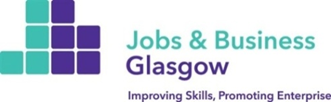 Jobs & Business
Glasgow
Improving Skills, Promoting Enterprise